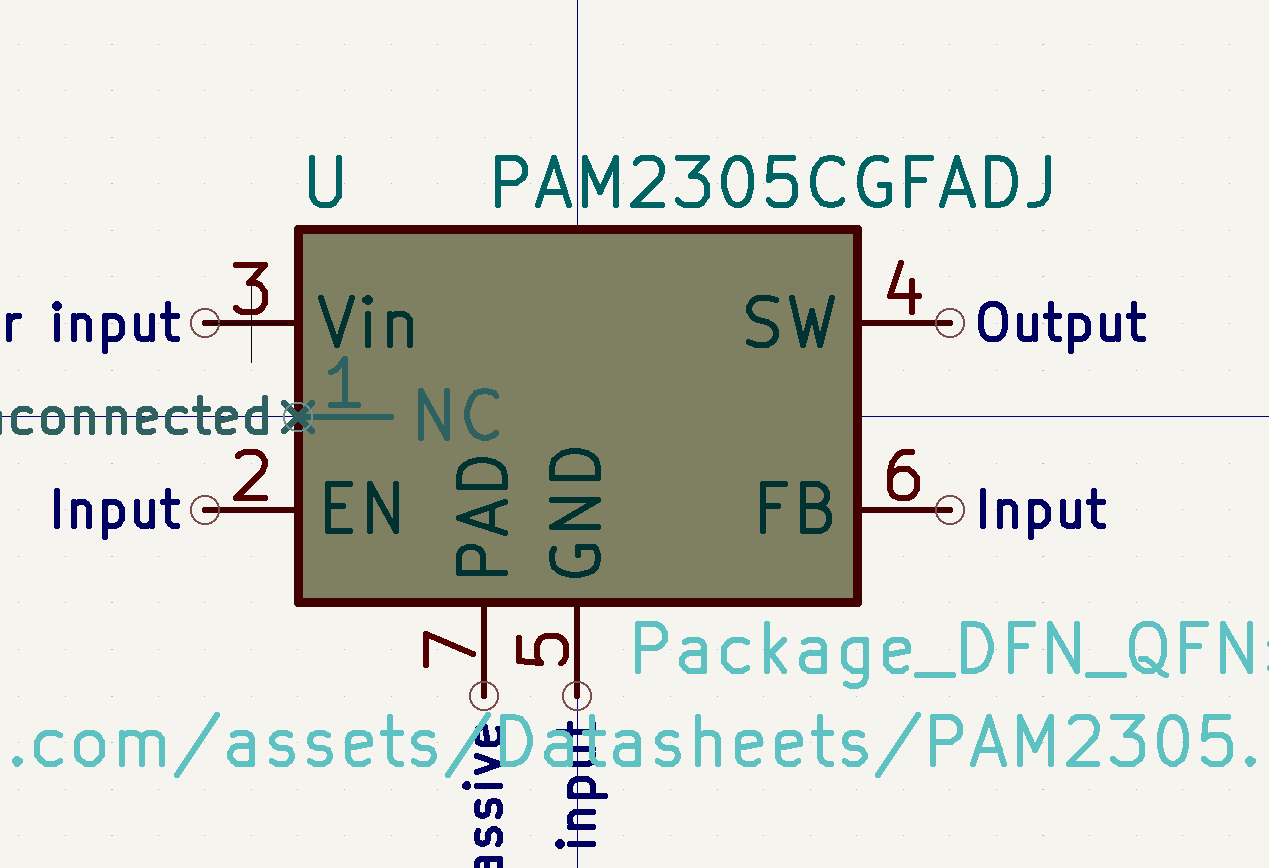 U PAM2305CGFADJ
3 4
r input Vin SW Output
1
nconnected NC
2 6
Input EN FB Input
PAD GND
7 5
Package_DFN_QFN:
.com/assets/Datasheets/PAM2305.
assive input